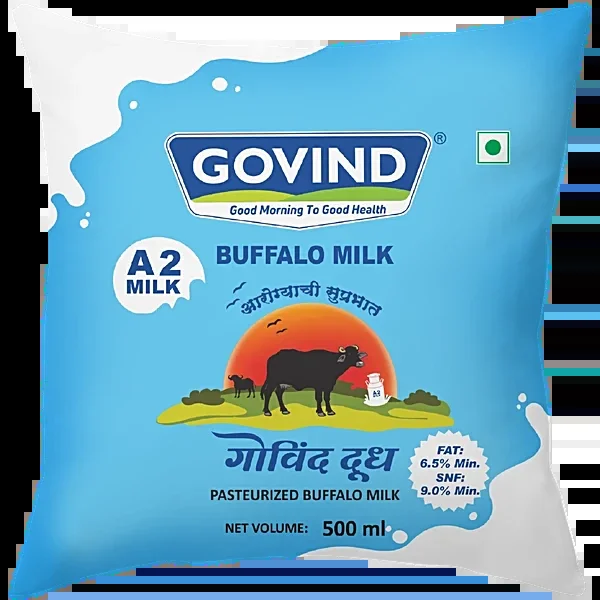 GOVIND
®
Good Morning To Good Health
BUFFALO MILK
A2
MILK
आरोग्याची सुप्रभात
A2
गोविंद दूध
FAT:
6.5% Min.
SNF:
9.0% Min.
PASTEURIZED BUFFALO MILK
NET VOLUME: 500 ml